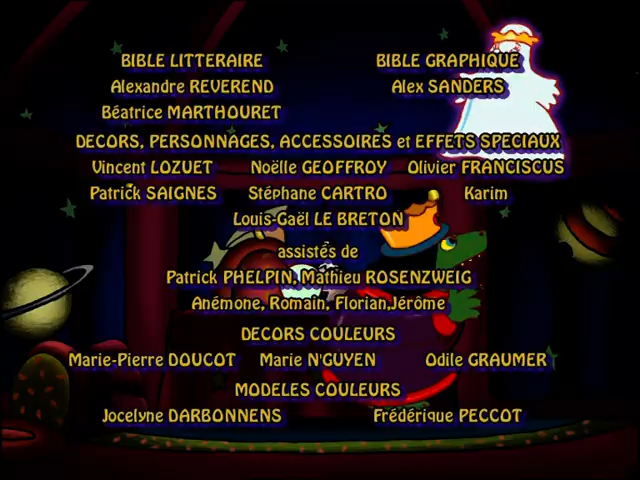 BIBLE LITTERAIRE BIBLE GRAPHIQUE
Alexandre REVEREND Alex SANDERS
Béatrice MARTHOURET
DECORS, PERSONNAGES, ACCESSOIRES et EFFETS SPECIAUX
Vincent LOZUET Noëlle GEOFFROY Olivier FRANCISCUS
Patrick SAIGNES Stéphane CARTRO Karim
Louis-Gaël LE BRETON
assistés de
Patrick PHELPIN, Mathieu ROSENZWEIG
Anémone, Romain, Florian,Jérôme
DECORS COULEURS
Marie-Pierre DOUCOT Marie N'GUYEN Odile GRAUMER
MODELES COULEURS
Jocelyne DARBONNENS Frédérique PECCOT